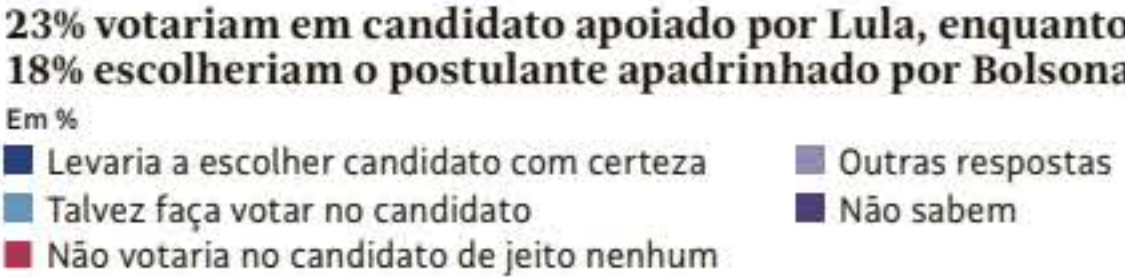 23% votariam em candidato apoiado por Lula, enquanto
18% escolheriam o postulante apadrinhado por Bolsona
Em %
Levaria a escolher candidato com certeza
Outras respostas
Talvez faça votar no candidato
Não sabem
Não votaria no candidato de jeito nenhum